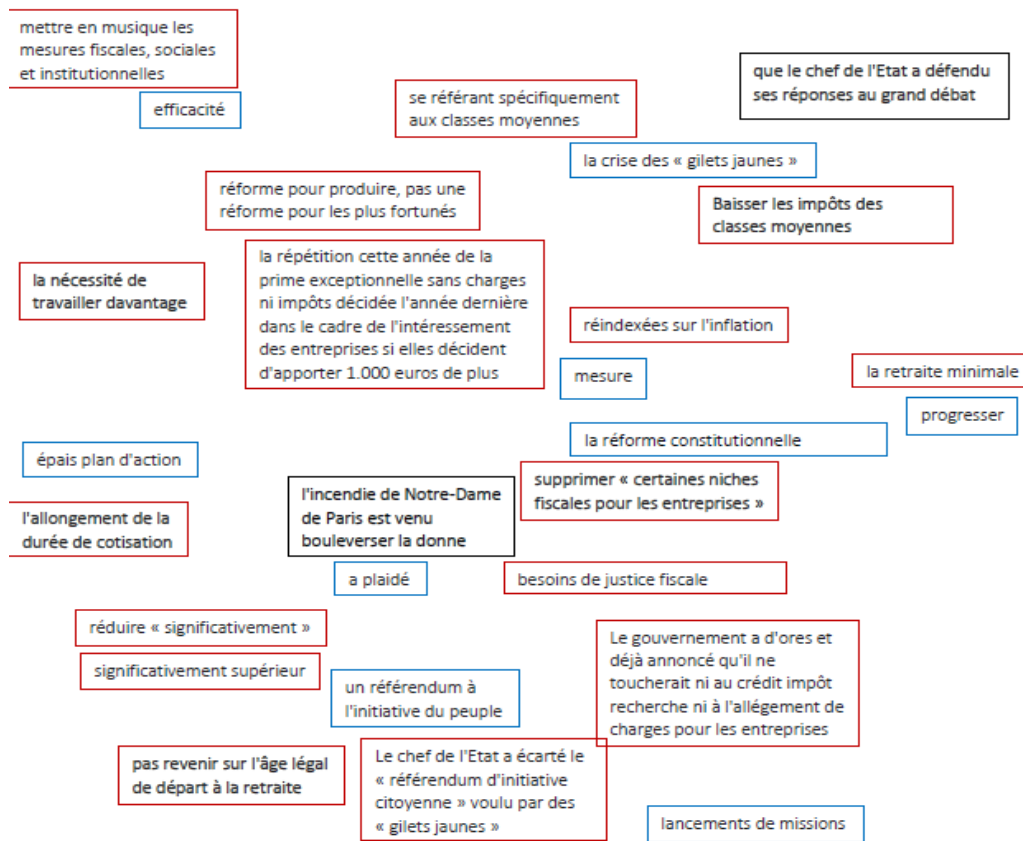 mettre en musique les
mesures fiscales, sociales
et institutionnelles
efficacité
se référant spécifiquement
aux classes moyennes
que le chef de l'Etat a défendu
ses réponses au grand débat
la crise des « gilets jaunes »
réforme pour produire, pas une
réforme pour les plus fortunés
Baisser les impôts des
classes moyennes
la répétition cette année de la
prime exceptionnelle sans charges
ni impôts décidée l'année dernière
dans le cadre de l'intéressement
des entreprises si elles décident
d'apporter 1.000 euros de plus
la nécessité de
travailler davantage
réindexées sur l'inflation
mesure
la retraite minimale
progresser
la réforme constitutionnelle
épais plan d'action
supprimer « certaines niches
fiscales pour les entreprises »
l'incendie de Notre-Dame
de Paris est venu
bouleverser la donne
l'allongement de la
durée de cotisation
a plaidé
besoins de justice fiscale
réduire « significativement »
Le gouvernement a d'ores et
déjà annoncé qu'il ne
toucherait ni au crédit impôt
recherche ni à l'allégement de
charges pour les entreprises
significativement supérieur
un référendum à
l'initiative du peuple
pas revenir sur l'âge légal
de départ à la retraite
Le chef de l'Etat a écarté le
« référendum d'initiative
citoyenne » voulu par des
« gilets jaunes »
lancements de missions